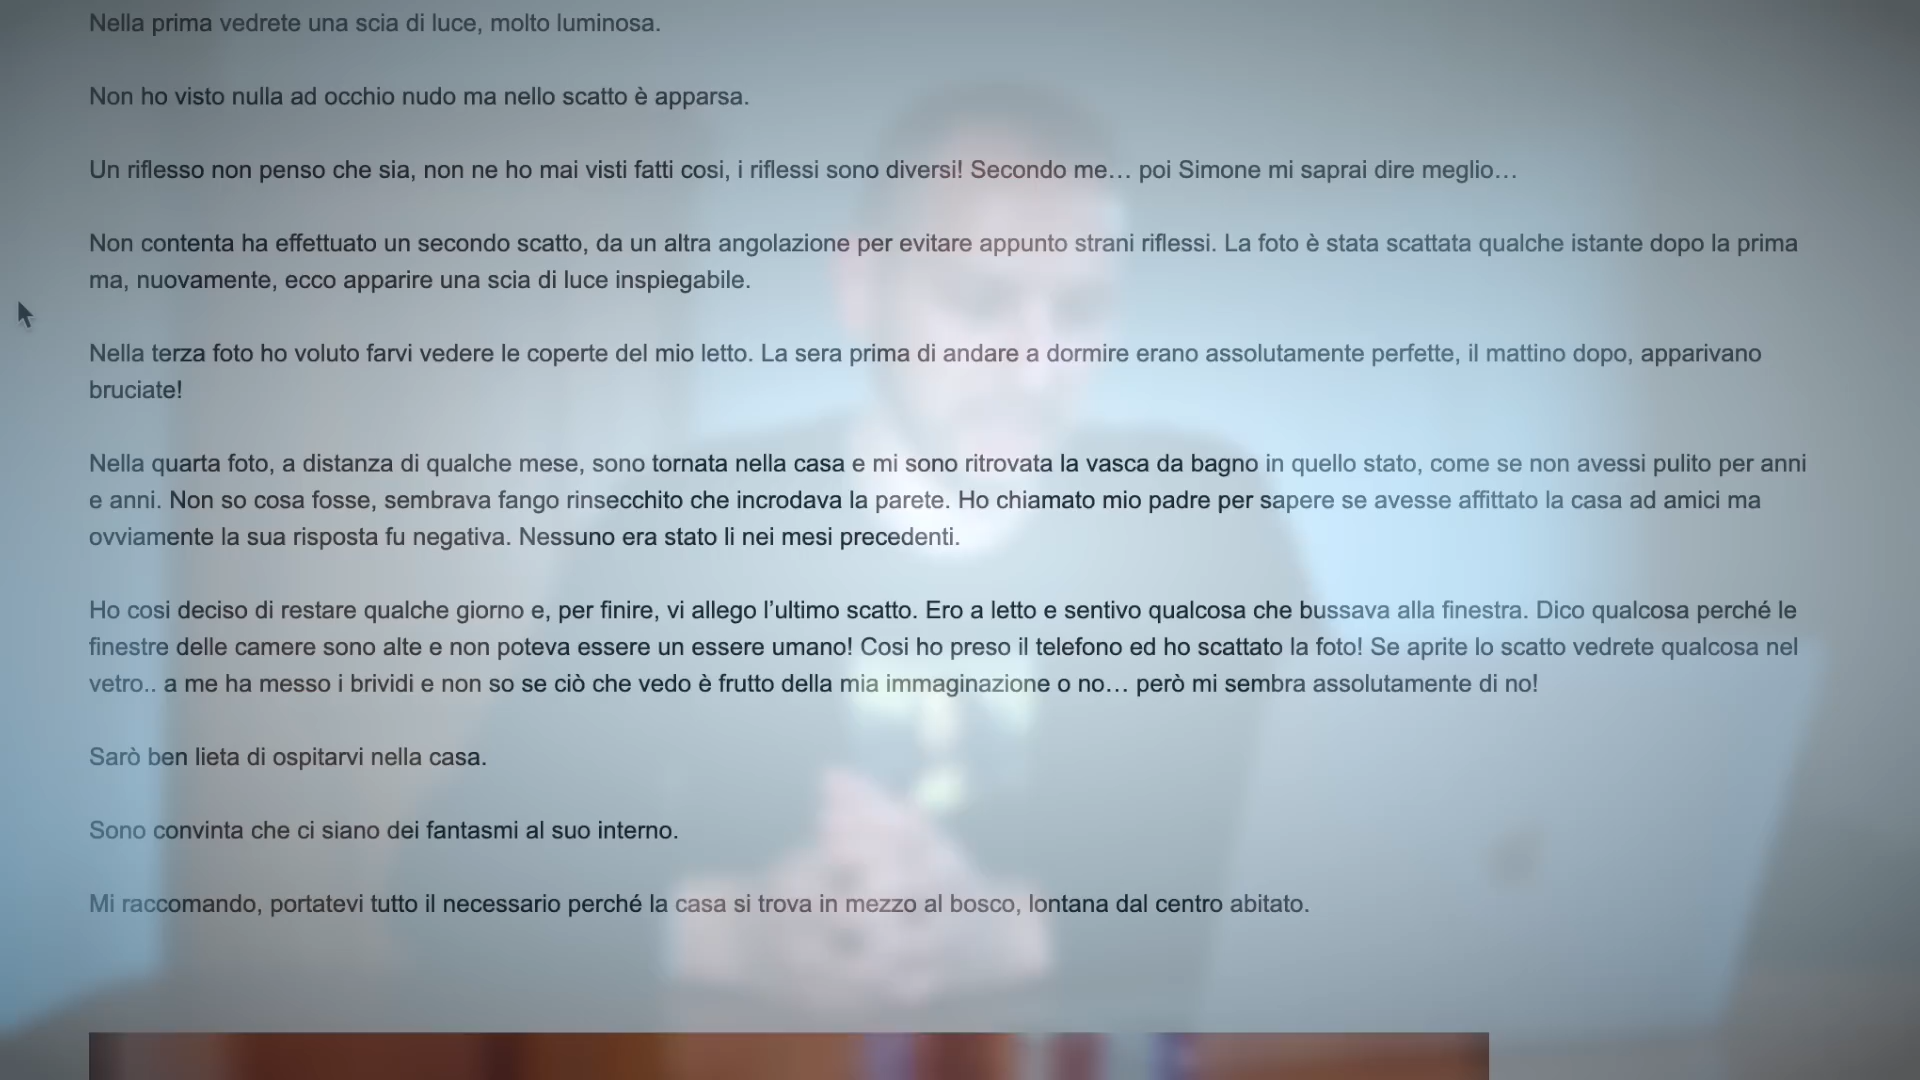 Nella prima vedrete una scia di luce, molto luminosa.
Non ho visto nulla ad occhio nudo ma nello scatto è apparsa.
Un riflesso non penso che sia, non ne ho mai visti fatti cosi, i riflessi sono diversi! Secondo me… poi Simone mi saprai dire meglio…
Non contenta ha effettuato un secondo scatto, da un altra angolazione per evitare appunto strani riflessi. La foto è stata scattata qualche istante dopo la prima
ma, nuovamente, ecco apparire una scia di luce inspiegabile.
Nella terza foto ho voluto farvi vedere le coperte del mio letto. La sera prima di andare a dormire erano assolutamente perfette, il mattino dopo, apparivano
bruciate!
Nella quarta foto, a distanza di qualche mese, sono tornata nella casa e mi sono ritrovata la vasca da bagno in quello stato, come se non avessi pulito per anni
e anni. Non so cosa fosse, sembrava fango rinsecchito che incrodava la parete. Ho chiamato mio padre per sapere se avesse affittato la casa ad amici ma
ovviamente la sua risposta fu negativa. Nessuno era stato li nei mesi precedenti.
Ho cosi deciso di restare qualche giorno e, per finire, vi allego l’ultimo scatto. Ero a letto e sentivo qualcosa che bussava alla finestra. Dico qualcosa perché le
finestre delle camere sono alte e non poteva essere un essere umano! Cosi ho preso il telefono ed ho scattato la foto! Se aprite lo scatto vedrete qualcosa nel
vetro.. a me ha messo i brividi e non so se ciò che vedo è frutto della mia immaginazione o no… però mi sembra assolutamente di no!
Sarò ben lieta di ospitarvi nella casa.
Sono convinta che ci siano dei fantasmi al suo interno.
Mi raccomando, portatevi tutto il necessario perché la casa si trova in mezzo al bosco, lontana dal centro abitato.